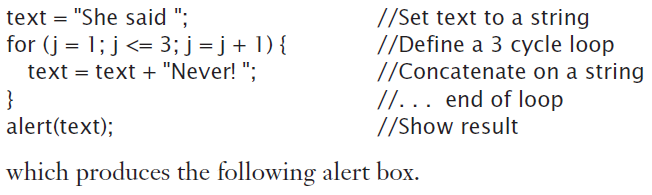 text = "She said "; //Set text to a string
for (j = 1; j <= 3; j = j + 1) { //Define a 3 cycle loop
text = text + "Never! "; //Concatenate on a string
} //. . . end of loop
alert(text); //Show result
which produces the following alert box.